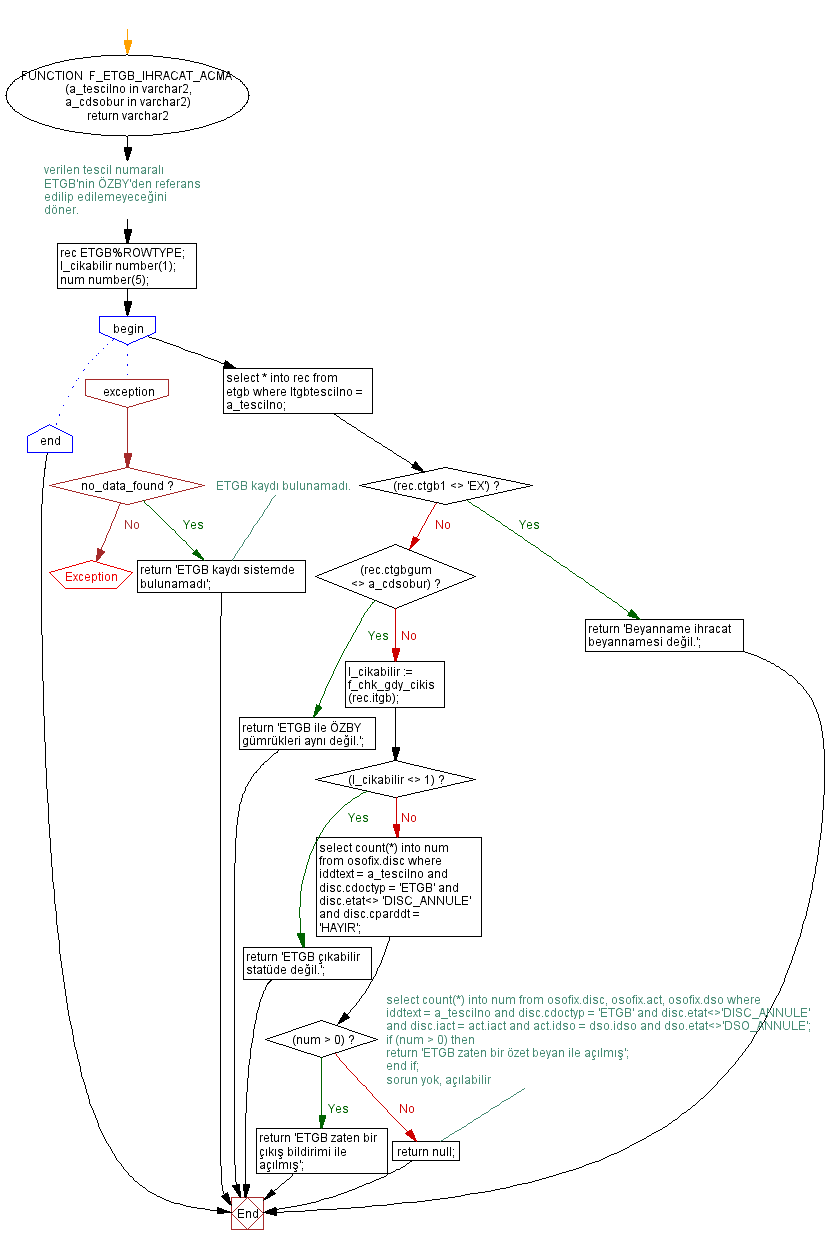 FUNCTION F_ETGB_IHRACAT_ACMA
(a_tescilno in varchar2,
a_cdsobur in varchar2)
return varchar2
verilen tescil numaralı
ETGB'nin ÖZBY'den referans
edilip edilemeyeceğini
döner.
rec ETGB%ROWTYPE;
l_cikabilir number(1);
num number(5);
begin
select * into rec from
etgb where ltgbtescilno =
a_tescilno;
exception
end
no_data_found ?
ETGB kaydı bulunamadı.
(rec.ctgb1 <> 'EX') ?
No
Yes
No
Yes
Exception
return 'ETGB kaydı sistemde
bulunamadı';
(rec.ctgbgum
<> a_cdsobur) ?
return 'Beyanname ihracat
beyannamesi değil.';
Yes
No
l_cikabilir :=
f_chk_gdy_cikis
(rec.itgb);
return 'ETGB ile ÖZBY
gümrükleri aynı değil.';
(l_cikabilir <> 1) ?
Yes
No
select count(*) into num
from osofix.disc where
iddtext = a_tescilno and
disc.cdoctyp = 'ETGB' and
disc.etat<> 'DISC_ANNULE'
and disc.cparddt =
'HAYIR';
return 'ETGB çıkabilir
statüde değil.';
select count(*) into num from osofix.disc, osofix.act, osofix.dso where
iddtext = a_tescilno and disc.cdoctyp = 'ETGB' and disc.etat<>'DISC_ANNULE'
and disc.iact = act.iact and act.idso = dso.idso and dso.etat<>'DSO_ANNULE';
if (num > 0) then
return 'ETGB zaten bir özet beyan ile açılmış';
end if;
sorun yok, açılabilir
(num > 0) ?
Yes
No
return 'ETGB zaten bir
çıkış bildirimi ile
açılmış';
return null;
End